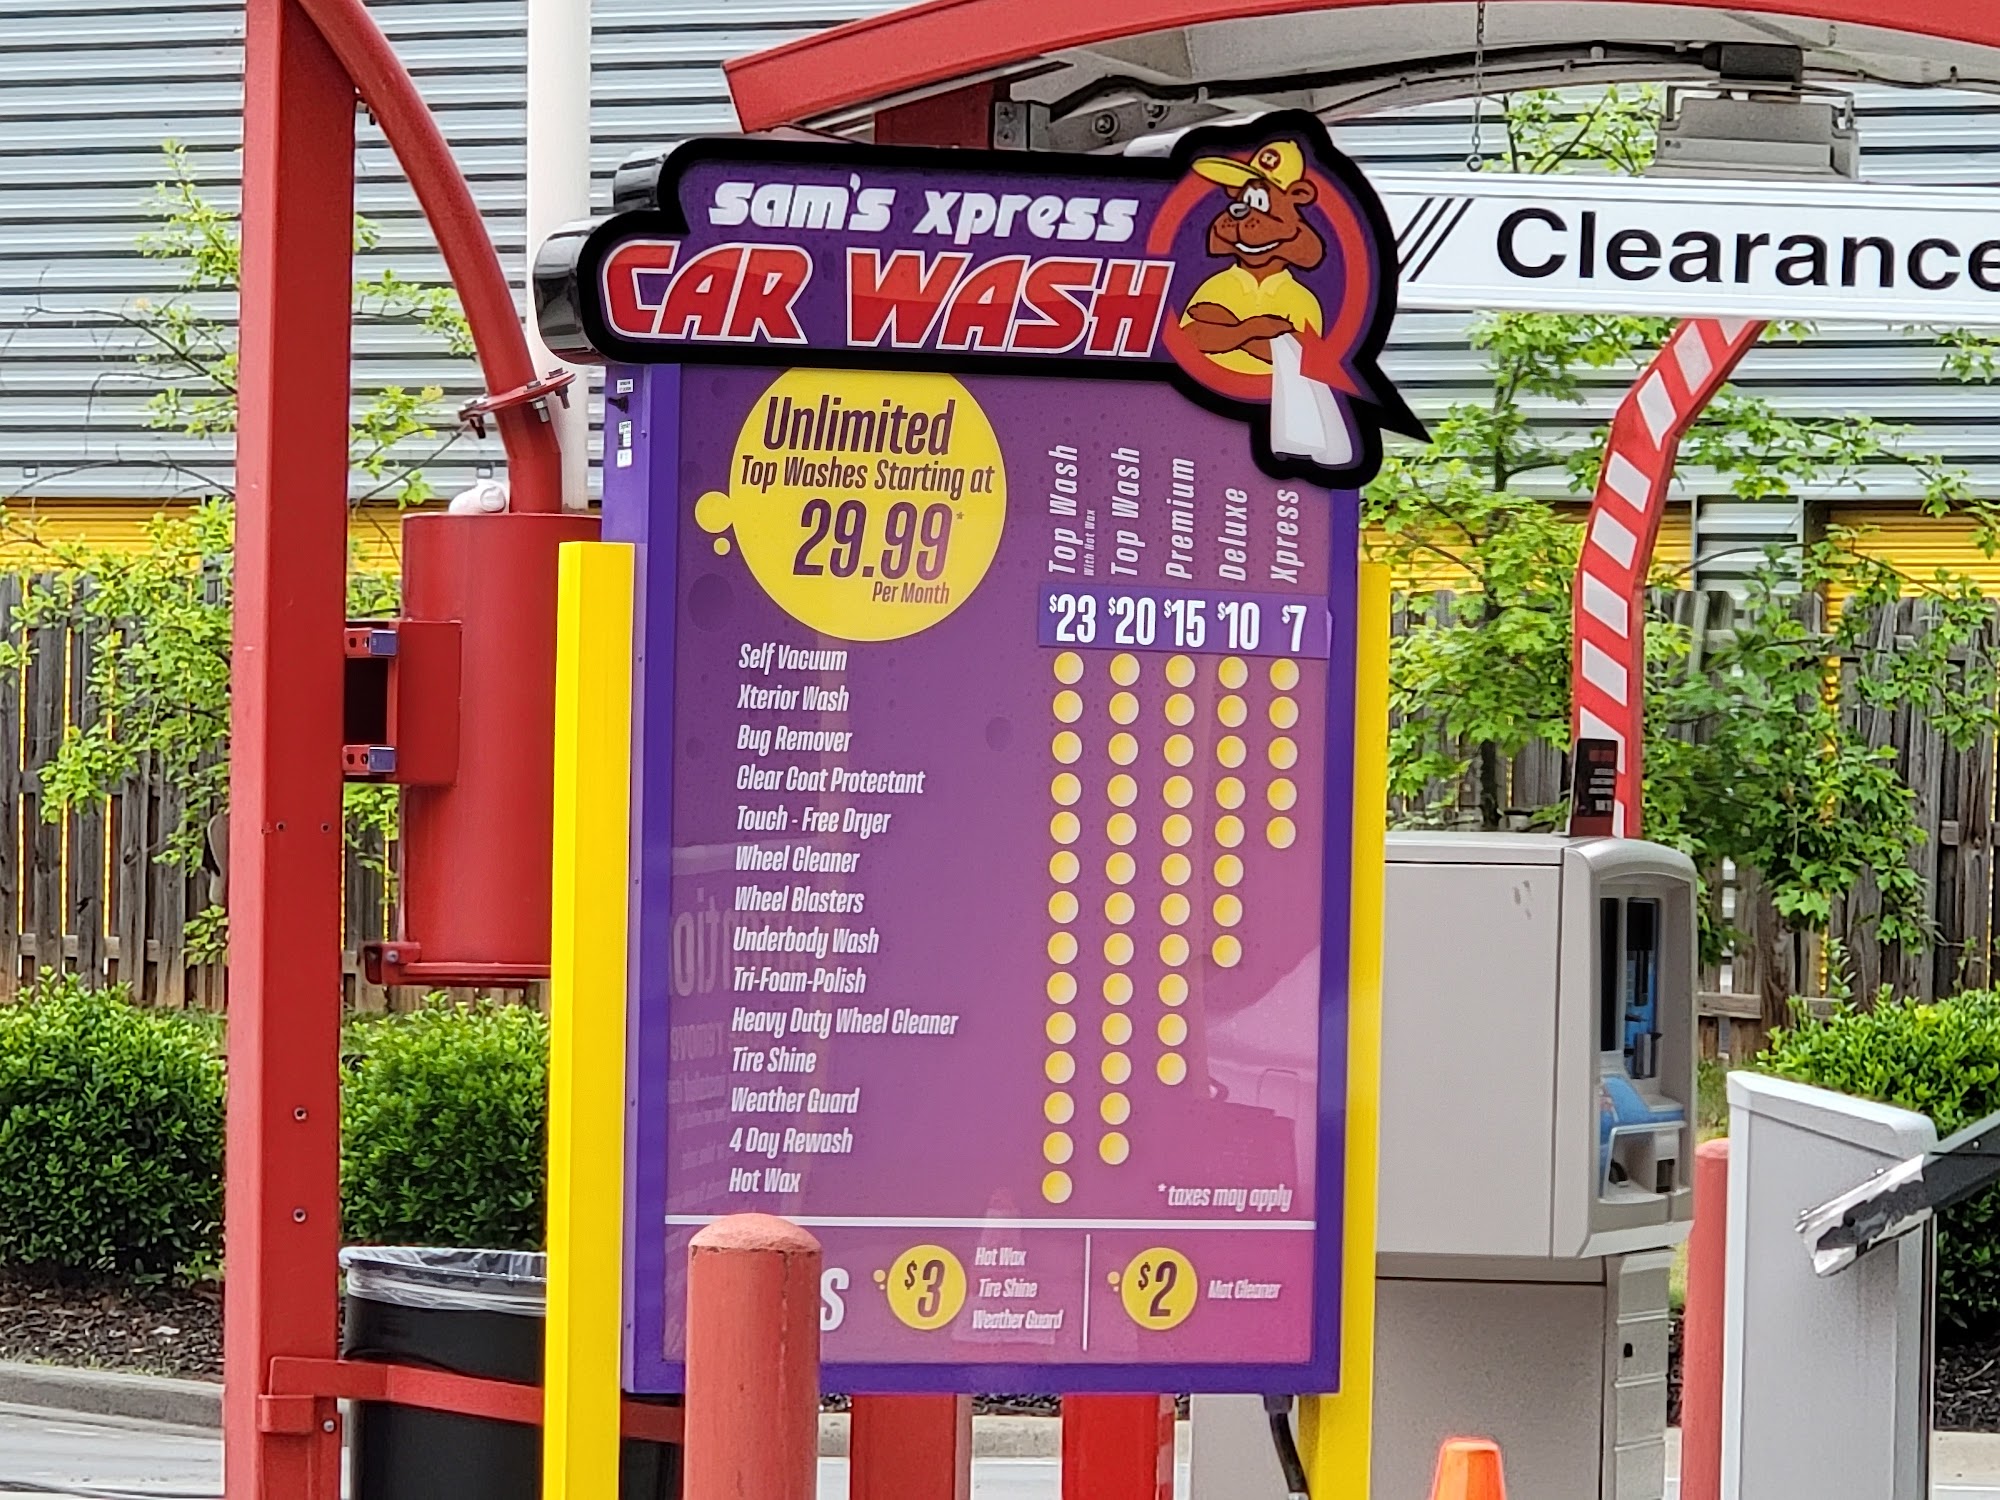 sam's xpress
CAR WASH
Clearance
Unlimited
Top Washes Starting at
29.99*
Per Month
Top Wash
With Hot Wax
Top Wash
Premium
Deluxe
Xpress
$23 $20 $15 $10 $7
Self Vacuum
Xterior Wash
Bug Remover
Clear Coat Protectant
Touch - Free Dryer
Wheel Cleaner
Wheel Blasters
Underbody Wash
Tri-Foam-Polish
Heavy Duty Wheel Cleaner
Tire Shine
Weather Guard
4 Day Rewash
Hot Wax
*taxes may apply
S
$3
Hot Wax
Tire Shine
Weather Guard
$2
Mat Cleaner